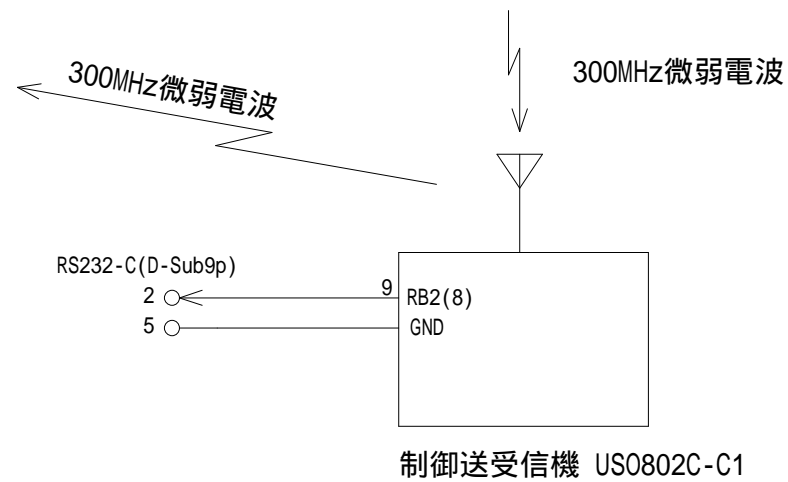 300MHz微弱電波
300MHz微弱電波
RS232-C(D-Sub9p)
2
9
RB2(8)
5
GND
制御送受信機 USO802C-C1